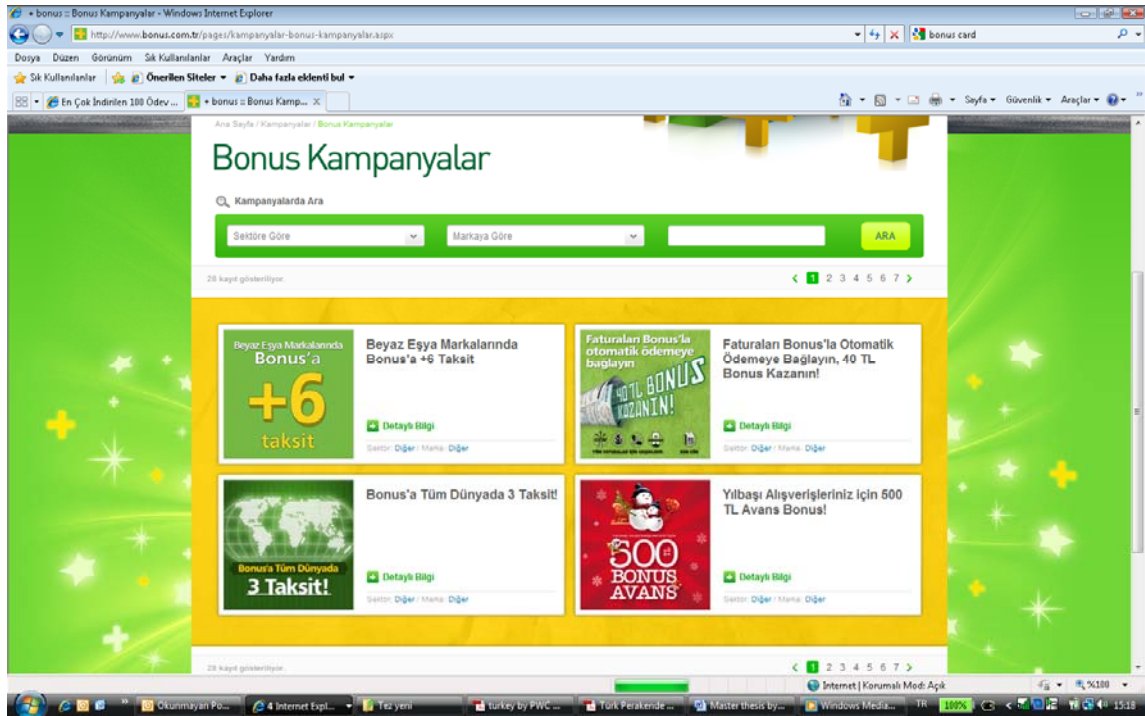 + bonus :: Bonus Kampanyalar - Windows Internet Explorer
http://www.bonus.com.tr/pages/kampanyalar-bonus-kampanyalar.aspx
bonus card
Dosya Düzen Görünüm Sık Kullanılanlar Araçlar Yardım
Sık Kullanılanlar Önerilen Siteler Daha fazla eklenti bul
En Çok İndirilen 100 Ödev ... + bonus :: Bonus Kamp... X
Sayfa Güvenlik Araçlar
Ana Sayfa / Kampanyalar / Bonus Kampanyalar
Bonus Kampanyalar
Kampanyalarda Ara
Sektöre Göre Markaya Göre ARA
28 kayıt gösteriliyor. < 1 2 3 4 5 6 7 >
Beyaz Eşya Markalarında
Bonus'a
+6
taksit
Beyaz Eşya Markalarında
Bonus'a +6 Taksit
Detaylı Bilgi
Sektör: Diğer / Marka: Diğer
Faturaları Bonus'la
otomatik ödemeye
bağlayın
40 TL BONUS
KAZANIN!
Faturaları Bonus'la Otomatik
Ödemeye Bağlayın, 40 TL
Bonus Kazanın!
Detaylı Bilgi
Sektör: Diğer / Marka: Diğer
Bonus'a Tüm Dünyada
3 Taksit!
Bonus'a Tüm Dünyada 3 Taksit!
Detaylı Bilgi
Sektör: Diğer / Marka: Diğer
500
BONUS
AVANS
Yılbaşı Alışverişleriniz için 500
TL Avans Bonus!
Detaylı Bilgi
Sektör: Diğer / Marka: Diğer
28 kayıt gösteriliyor. < 1 2 3 4 5 6 7 >
Internet | Korumalı Mod: Açık %100
Okunmayan Po... 4 Internet Expl... Tez yeni turkey by PWC ... Türk Perakende ... Master thesis by... Windows Media... TR 100% 15:18